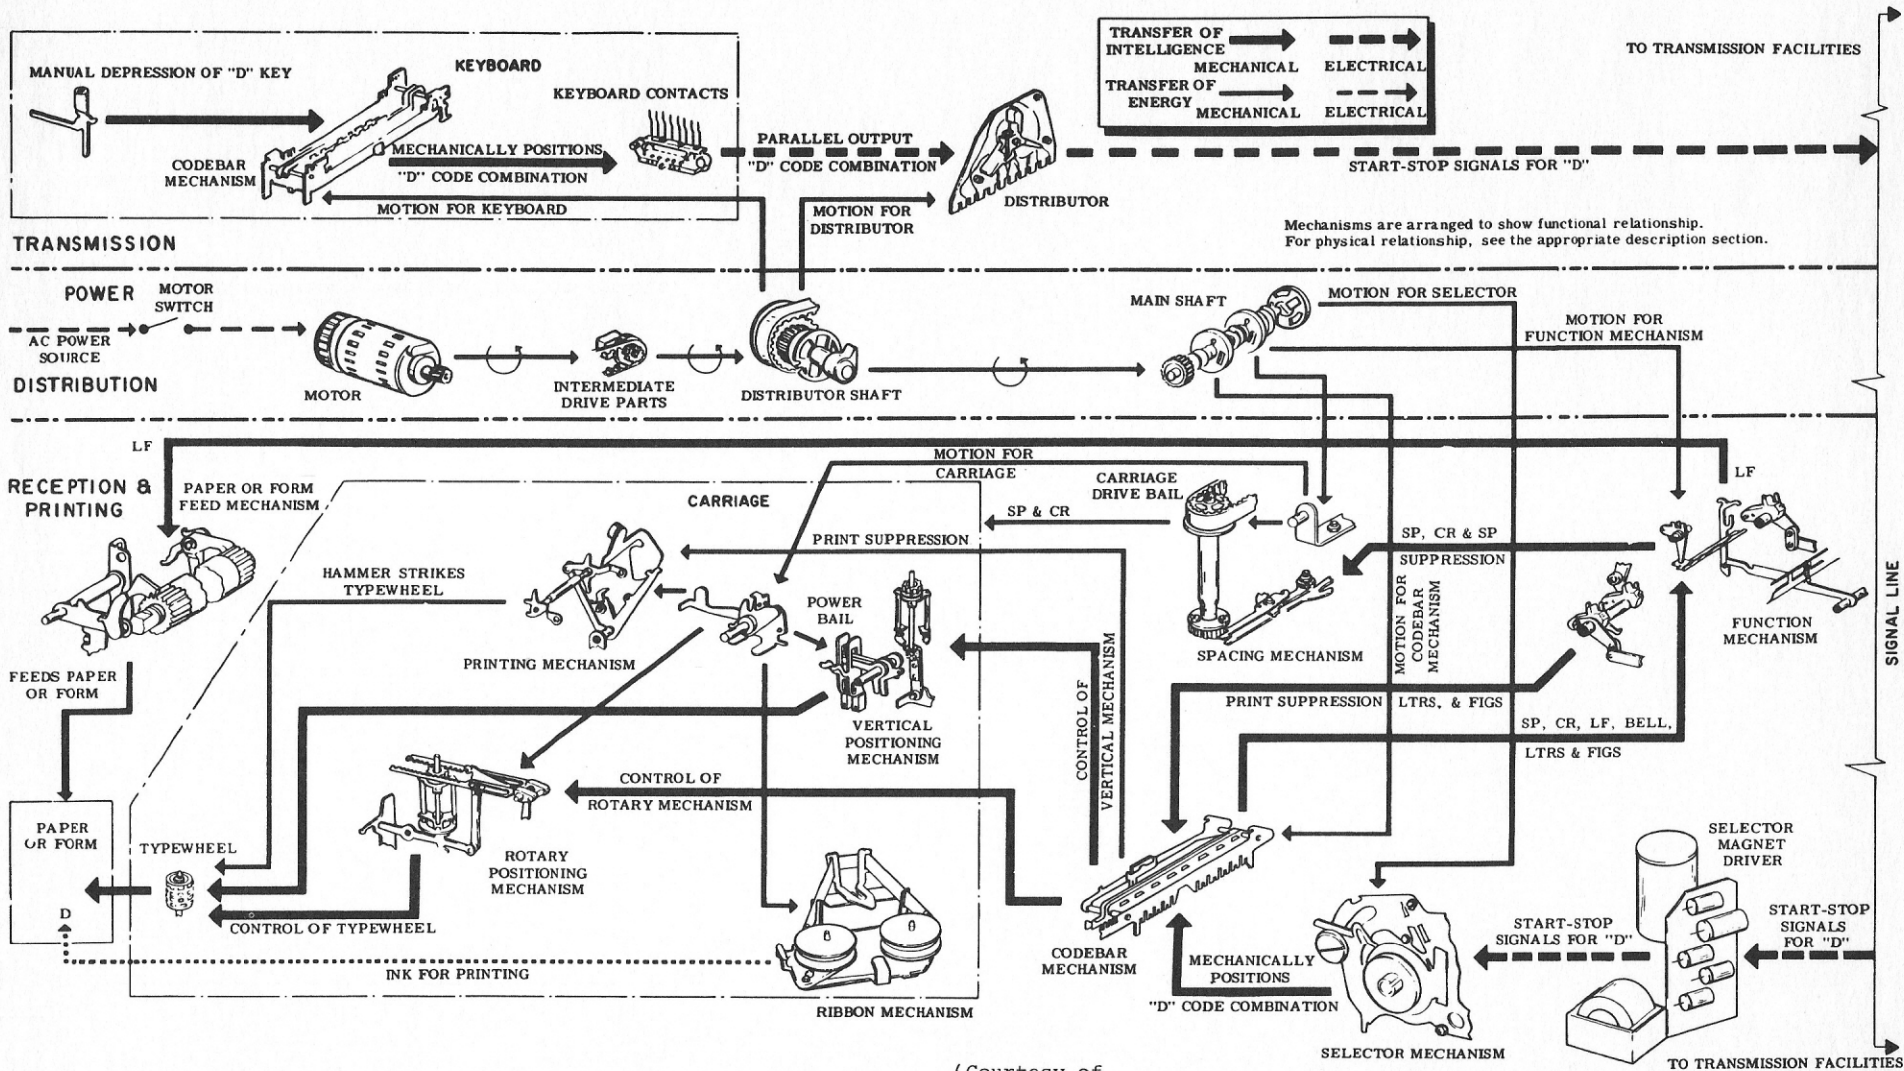 TRANSFER OF
INTELLIGENCE
MECHANICAL ELECTRICAL
TRANSFER OF
ENERGY
MECHANICAL ELECTRICAL
TO TRANSMISSION FACILITIES
MANUAL DEPRESSION OF "D" KEY
KEYBOARD
KEYBOARD CONTACTS
CODEBAR
MECHANISM
MECHANICALLY POSITIONS
"D" CODE COMBINATION
PARALLEL OUTPUT
"D" CODE COMBINATION
START-STOP SIGNALS FOR "D"
MOTION FOR KEYBOARD
MOTION FOR
DISTRIBUTOR
DISTRIBUTOR
Mechanisms are arranged to show functional relationship.
For physical relationship, see the appropriate description section.
TRANSMISSION
POWER
DISTRIBUTION
MOTOR
SWITCH
AC POWER
SOURCE
MOTOR
INTERMEDIATE
DRIVE PARTS
DISTRIBUTOR SHAFT
MAIN SHAFT
MOTION FOR SELECTOR
MOTION FOR
FUNCTION MECHANISM
LF
RECEPTION &
PRINTING
PAPER OR FORM
FEED MECHANISM
CARRIAGE
MOTION FOR
CARRIAGE
CARRIAGE
DRIVE BAIL
SP & CR
PRINT SUPPRESSION
SP, CR & SP
SUPPRESSION
LF
HAMMER STRIKES
TYPEWHEEL
POWER
BAIL
PRINTING MECHANISM
SPACING MECHANISM
MOTION FOR
CODEBAR
MECHANISM
FUNCTION
MECHANISM
SIGNAL LINE
FEEDS PAPER
OR FORM
VERTICAL
POSITIONING
MECHANISM
CONTROL OF
VERTICAL MECHANISM
PRINT SUPPRESSION LTRS, & FIGS
SP, CR, LF, BELL,
LTRS & FIGS
CONTROL OF
ROTARY MECHANISM
PAPER
OR FORM
D
TYPEWHEEL
ROTARY
POSITIONING
MECHANISM
CONTROL OF TYPEWHEEL
INK FOR PRINTING
RIBBON MECHANISM
CODEBAR
MECHANISM
MECHANICALLY
POSITIONS
"D" CODE COMBINATION
SELECTOR MECHANISM
START-STOP
SIGNALS FOR "D"
SELECTOR
MAGNET
DRIVER
START-STOP
SIGNALS
FOR "D"
TO TRANSMISSION FACILITIES
(Courtesy of